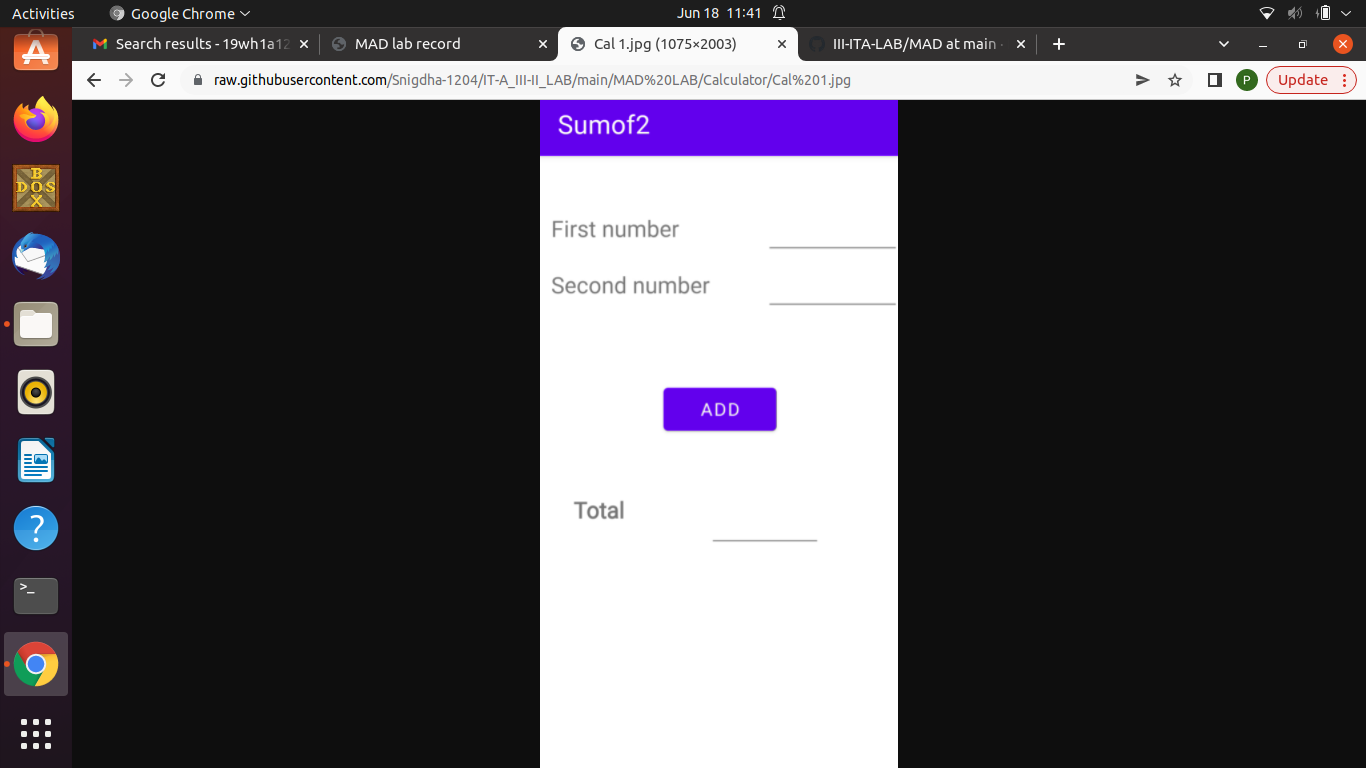 Activities
Google Chrome
Jun 18 11:41
Search results - 19wh1a12
MAD lab record
Cal 1.jpg (1075×2003)
III-ITA-LAB/MAD at main ·
raw.githubusercontent.com/Snigdha-1204/IT-A_III-II_LAB/main/MAD%20LAB/Calculator/Cal%201.jpg
P
Update
Sumof2
First number
Second number
ADD
Total
BDOSX
>_
?